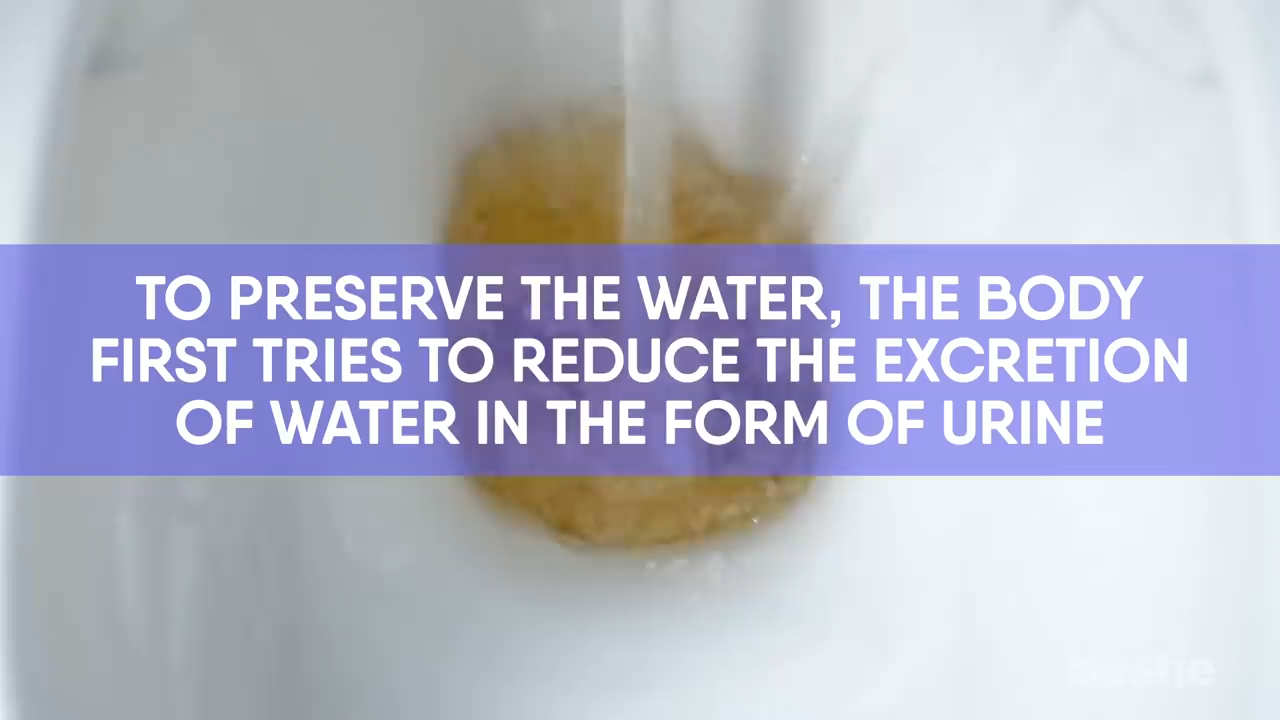 TO PRESERVE THE WATER, THE BODY
FIRST TRIES TO REDUCE THE EXCRETION
OF WATER IN THE FORM OF URINE